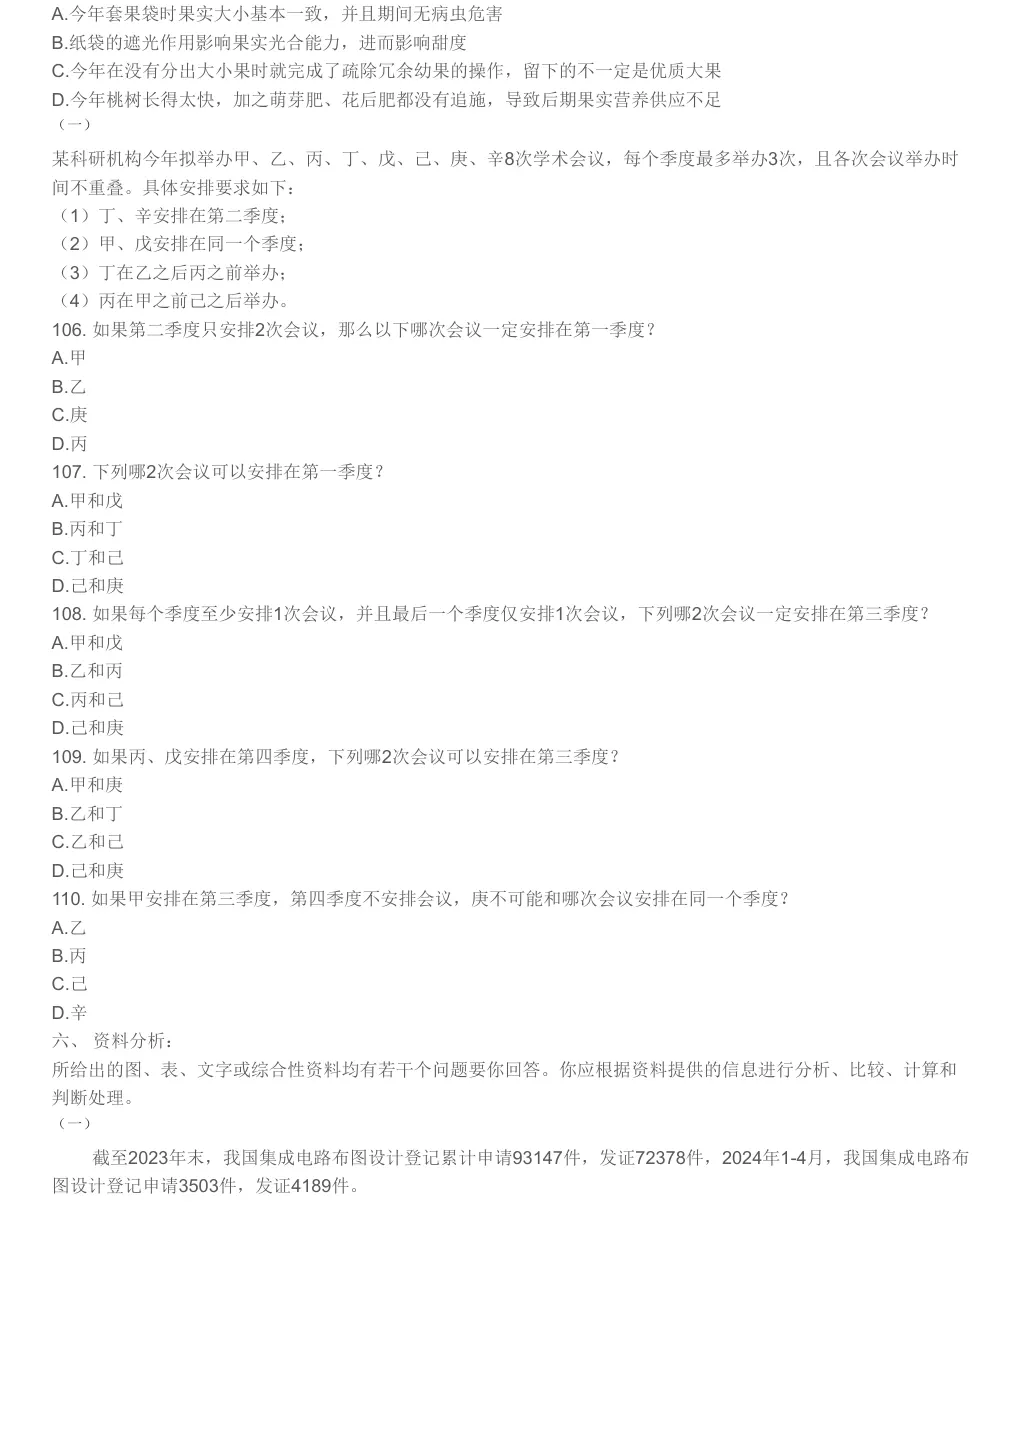 A.今年套果袋时果实大小基本一致，并且期间无病虫危害
B.纸袋的遮光作用影响果实光合能力，进而影响甜度
C.今年在没有分出大小果时就完成了疏除冗余幼果的操作，留下的不一定是优质大果
D.今年桃树长得太快，加之萌芽肥、花后肥都没有追施，导致后期果实营养供应不足
（一）
某科研机构今年拟举办甲、乙、丙、丁、戊、己、庚、辛8次学术会议，每个季度最多举办3次，且各次会议举办时
间不重叠。具体安排要求如下：
（1）丁、辛安排在第二季度；
（2）甲、戊安排在同一个季度；
（3）丁在乙之后丙之前举办；
（4）丙在甲之前己之后举办。
106. 如果第二季度只安排2次会议，那么以下哪次会议一定安排在第一季度？
A.甲
B.乙
C.庚
D.丙
107. 下列哪2次会议可以安排在第一季度？
A.甲和戊
B.丙和丁
C.丁和己
D.己和庚
108. 如果每个季度至少安排1次会议，并且最后一个季度仅安排1次会议，下列哪2次会议一定安排在第三季度？
A.甲和戊
B.乙和丙
C.丙和己
D.己和庚
109. 如果丙、戊安排在第四季度，下列哪2次会议可以安排在第三季度？
A.甲和庚
B.乙和丁
C.乙和己
D.己和庚
110. 如果甲安排在第三季度，第四季度不安排会议，庚不可能和哪次会议安排在同一个季度？
A.乙
B.丙
C.己
D.辛
六、 资料分析：
所给出的图、表、文字或综合性资料均有若干个问题要你回答。你应根据资料提供的信息进行分析、比较、计算和
判断处理。
（一）
截至2023年末，我国集成电路布图设计登记累计申请93147件，发证72378件，2024年1-4月，我国集成电路布
图设计登记申请3503件，发证4189件。